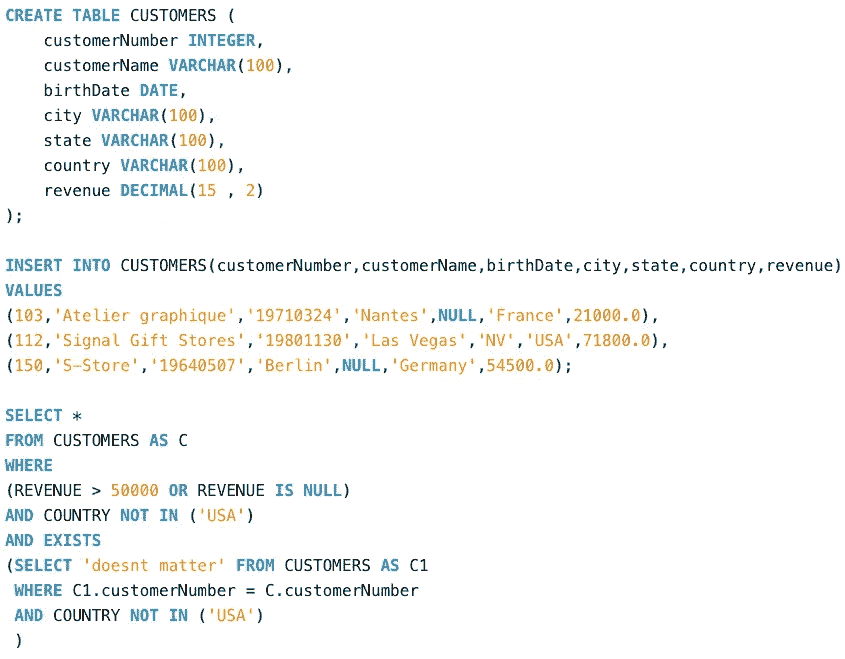 CREATE TABLE CUSTOMERS (
    customerNumber INTEGER,
    customerName VARCHAR(100),
    birthDate DATE,
    city VARCHAR(100),
    state VARCHAR(100),
    country VARCHAR(100),
    revenue DECIMAL(15 , 2)
);

INSERT INTO CUSTOMERS(customerNumber,customerName,birthDate,city,state,country,revenue)
VALUES
(103,'Atelier graphique','19710324','Nantes',NULL,'France',21000.0),
(112,'Signal Gift Stores','19801130','Las Vegas','NV','USA',71800.0),
(150,'S-Store','19640507','Berlin',NULL,'Germany',54500.0);

SELECT *
FROM CUSTOMERS AS C
WHERE
(REVENUE > 50000 OR REVENUE IS NULL)
AND COUNTRY NOT IN ('USA')
AND EXISTS
(SELECT 'doesnt matter' FROM CUSTOMERS AS C1
 WHERE C1.customerNumber = C.customerNumber
 AND COUNTRY NOT IN ('USA')
 )